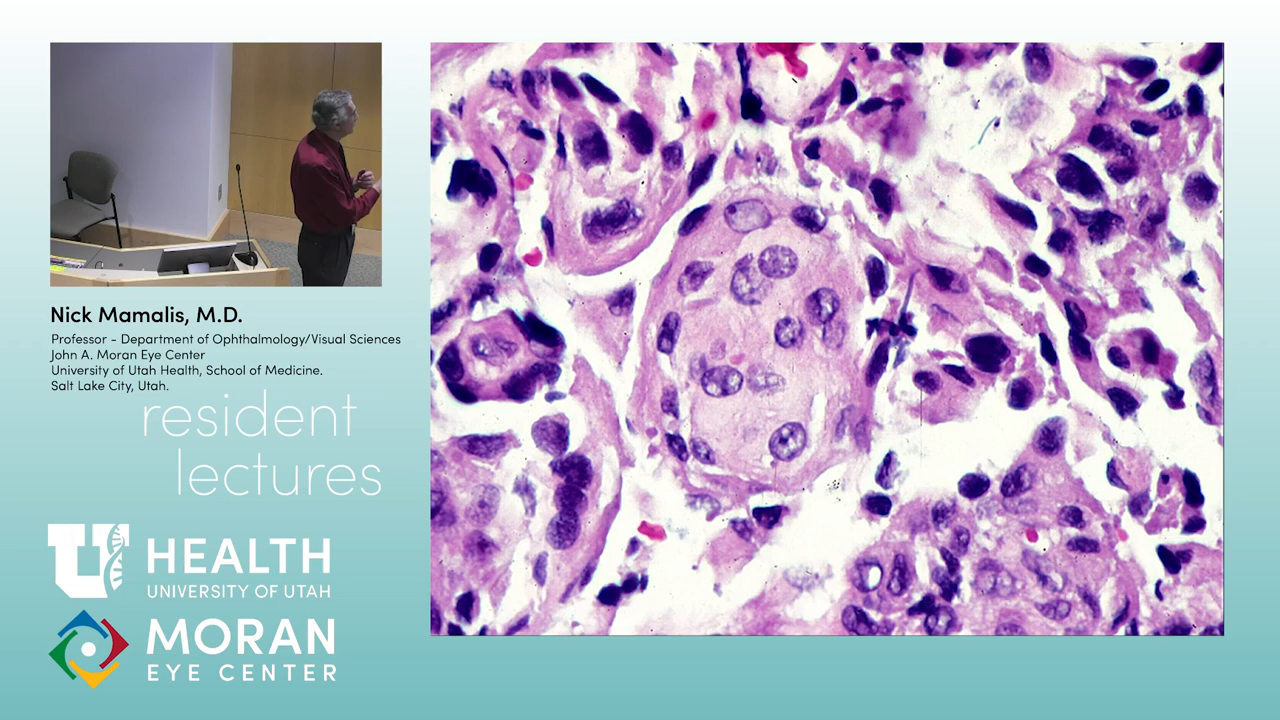 Nick Mamalis, M.D.
Professor - Department of Ophthalmology/Visual Sciences
John A. Moran Eye Center
University of Utah Health, School of Medicine.
Salt Lake City, Utah.
resident
lectures
U HEALTH
UNIVERSITY OF UTAH
MORAN
EYE CENTER